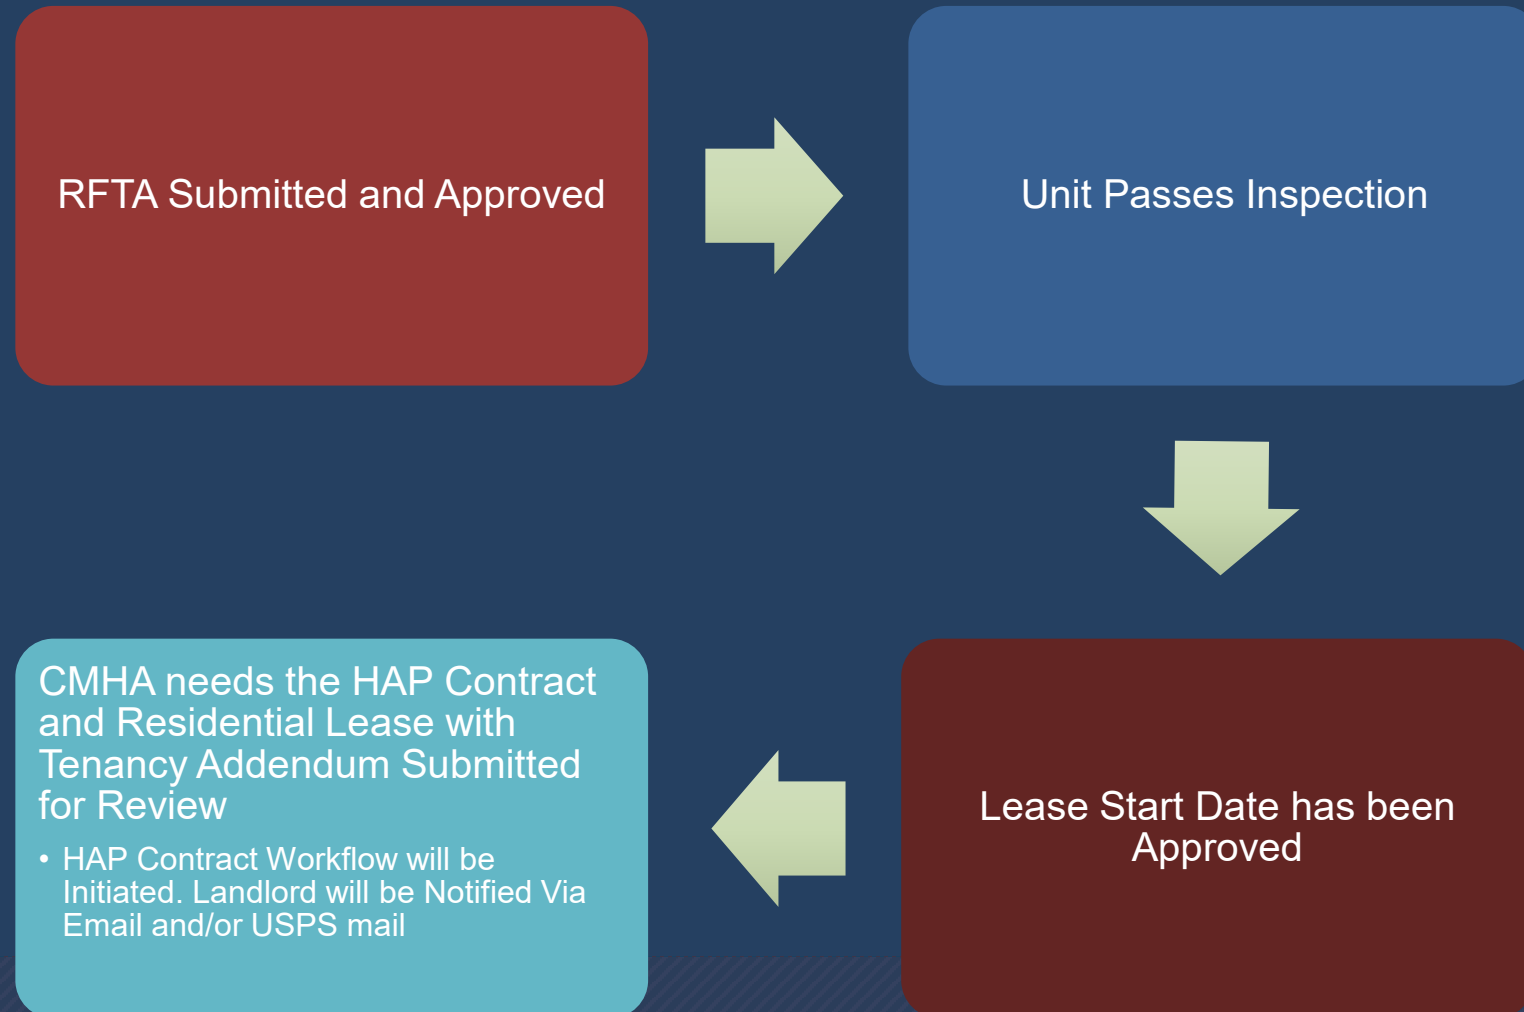 RFTA Submitted and Approved
Unit Passes Inspection
Lease Start Date has been
Approved
CMHA needs the HAP Contract
and Residential Lease with
Tenancy Addendum Submitted
for Review
• HAP Contract Workflow will be
Initiated. Landlord will be Notified Via
Email and/or USPS mail